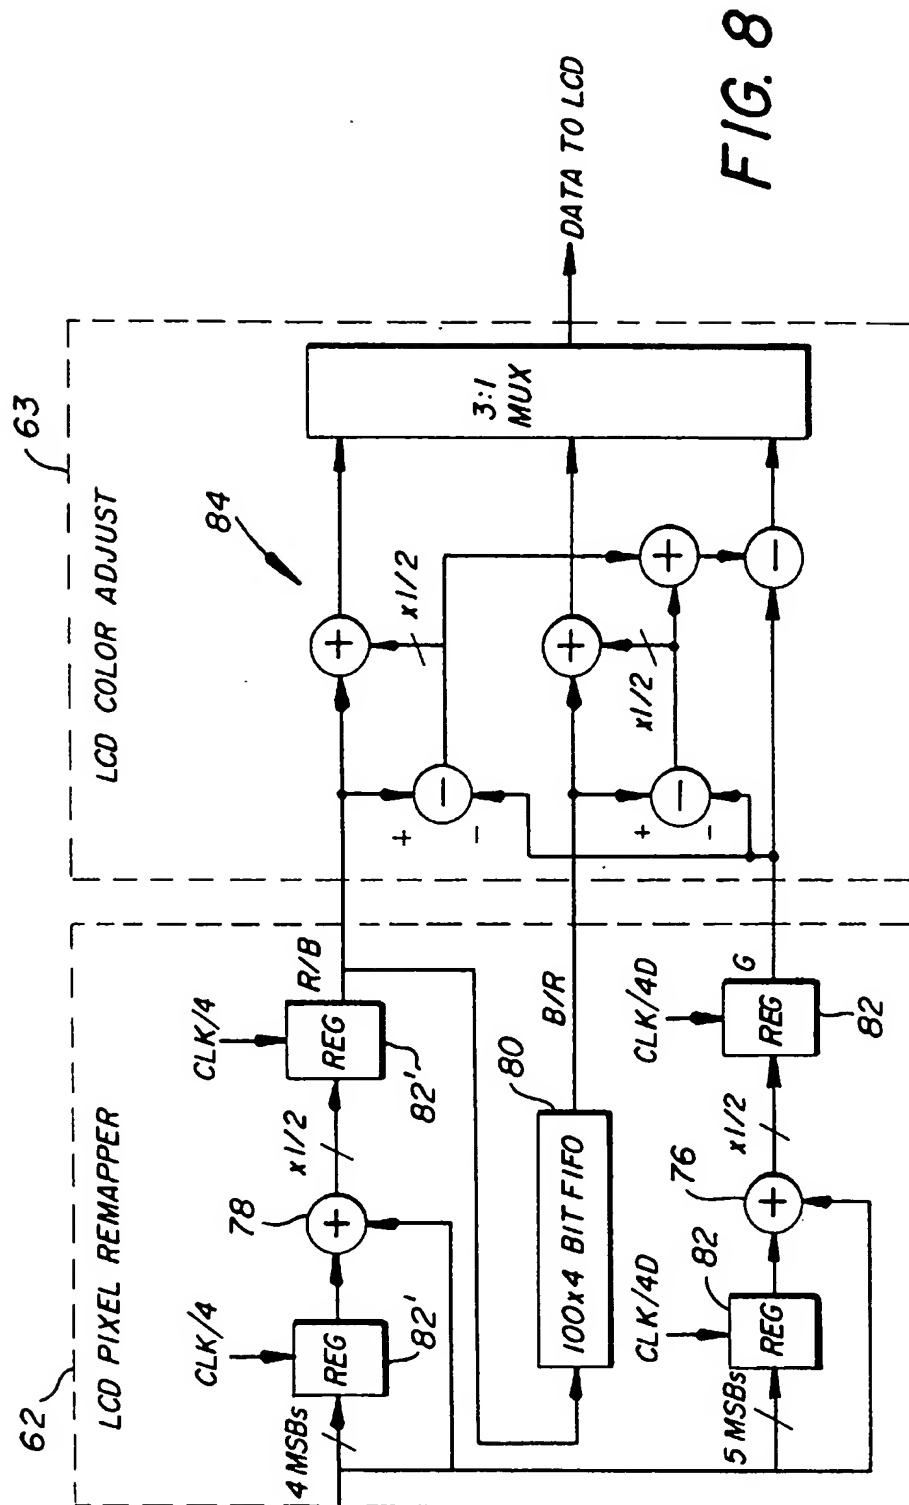 62
LCD PIXEL REMAPPER
4 MSBs
CLK/4
REG
82'
78
+
x1/2
CLK/4
REG
82'
R/B
100x4 BIT FIFO
80
B/R
5 MSBs
CLK/4D
REG
82
76
+
x1/2
CLK/4D
REG
82
G
63
LCD COLOR ADJUST
84
+
-
−
+
x1/2
+
-
−
+
x1/2
+
−
3:1
MUX
DATA TO LCD
FIG. 8